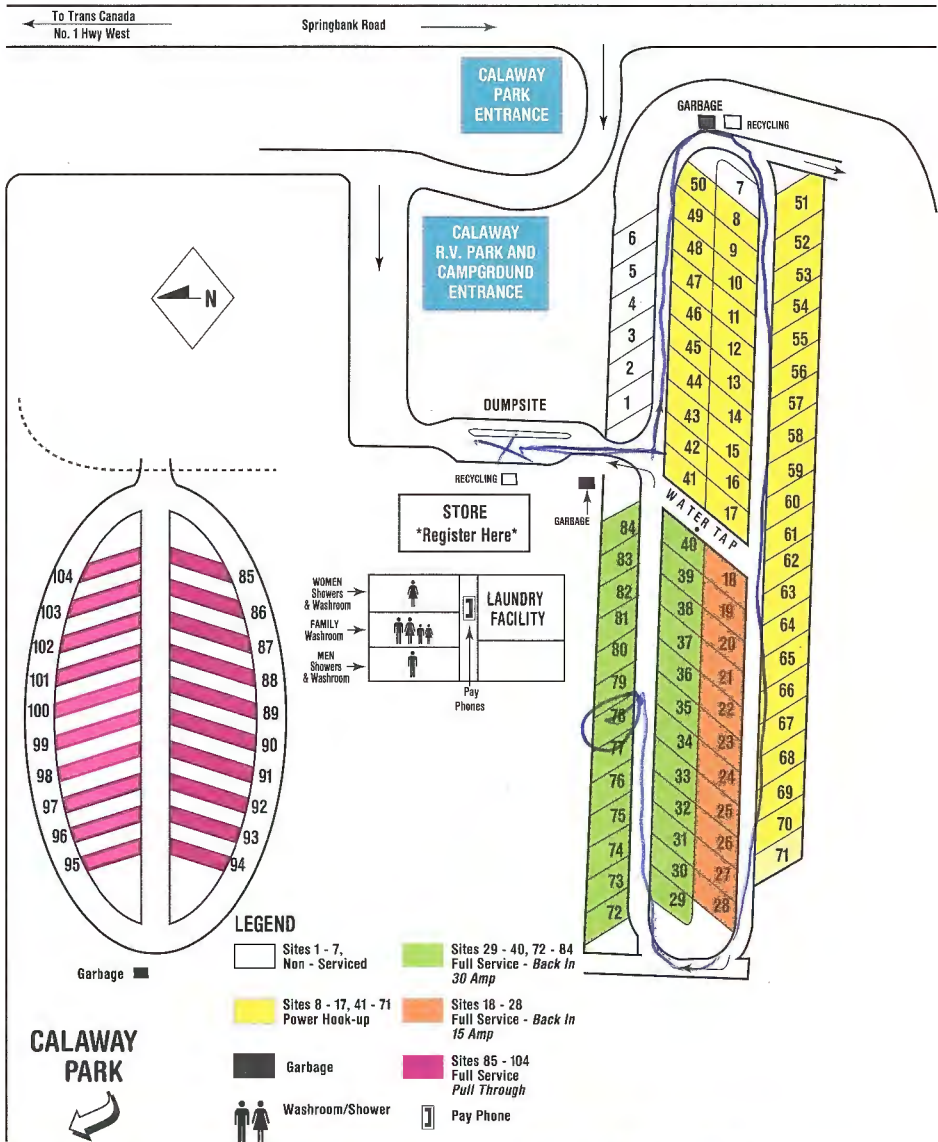 To Trans Canada
No. 1 Hwy West
Springbank Road
CALAWAY
PARK
ENTRANCE
GARBAGE
RECYCLING
CALAWAY
R.V. PARK AND
CAMPGROUND
ENTRANCE
N
6
5
4
3
2
1
50
49
48
47
46
45
44
43
42
41
7
8
9
10
11
12
13
14
15
16
17
51
52
53
54
55
56
57
58
59
60
61
62
63
64
65
66
67
68
69
70
71
DUMPSITE
RECYCLING
GARBAGE
STORE
*Register Here*
WATER TAP
WOMEN
Showers
& Washroom
FAMILY
Washroom
MEN
Showers
& Washroom
LAUNDRY
FACILITY
Pay
Phones
84
83
82
81
80
79
78
77
76
75
74
73
72
40
39
38
37
36
35
34
33
32
31
30
29
18
19
20
21
22
23
24
25
26
27
28
104
103
102
101
100
99
98
97
96
95
85
86
87
88
89
90
91
92
93
94
Garbage
LEGEND
Sites 1 - 7,
Non - Serviced
Sites 8 - 17, 41 - 71
Power Hook-up
Garbage
Washroom/Shower
Sites 29 - 40, 72 - 84
Full Service - Back In
30 Amp
Sites 18 - 28
Full Service - Back In
15 Amp
Sites 85 - 104
Full Service
Pull Through
Pay Phone
CALAWAY
PARK